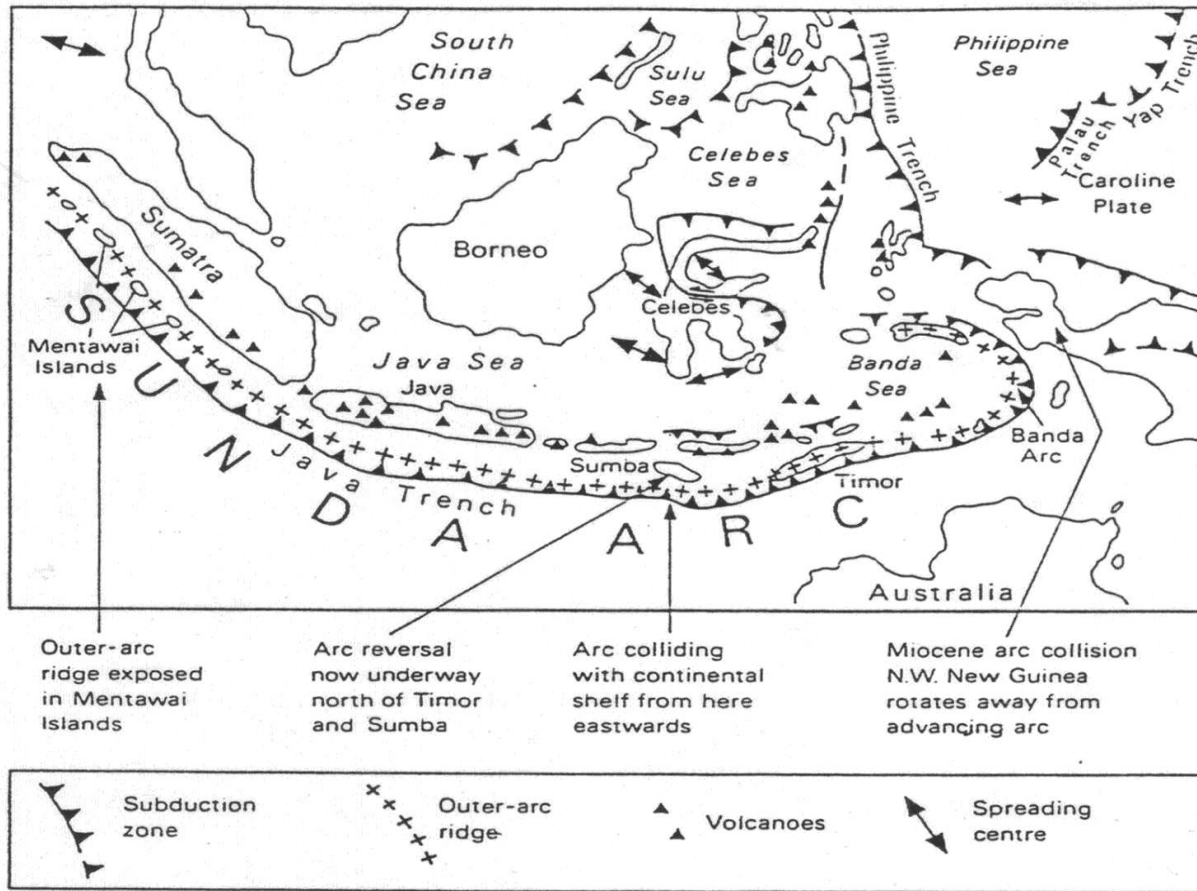 South
China
Sea
Sulu
Sea
Philippine
Trench
Philippine
Sea
Palau
Trench
Yap Trench
Caroline
Plate
Celebes
Sea
Borneo
Sumatra
Celebes
Mentawai
Islands
Java Sea
Java
Banda
Sea
Banda
Arc
Sumba
Timor
Java Trench
SUNDA ARC
Australia
Outer-arc
ridge exposed
in Mentawai
Islands
Arc reversal
now underway
north of Timor
and Sumba
Arc colliding
with continental
shelf from here
eastwards
Miocene arc collision
N.W. New Guinea
rotates away from
advancing arc
Subduction
zone
Outer-arc
ridge
Volcanoes
Spreading
centre